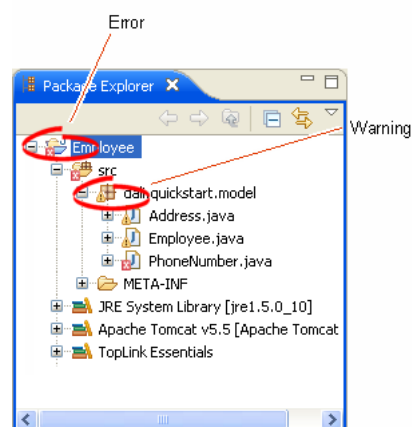 Error
Package Explorer
Warning
Employee
src
dali.quickstart.model
Address.java
Employee.java
PhoneNumber.java
META-INF
JRE System Library [jre1.5.0_10]
Apache Tomcat v5.5 [Apache Tomcat
TopLink Essentials